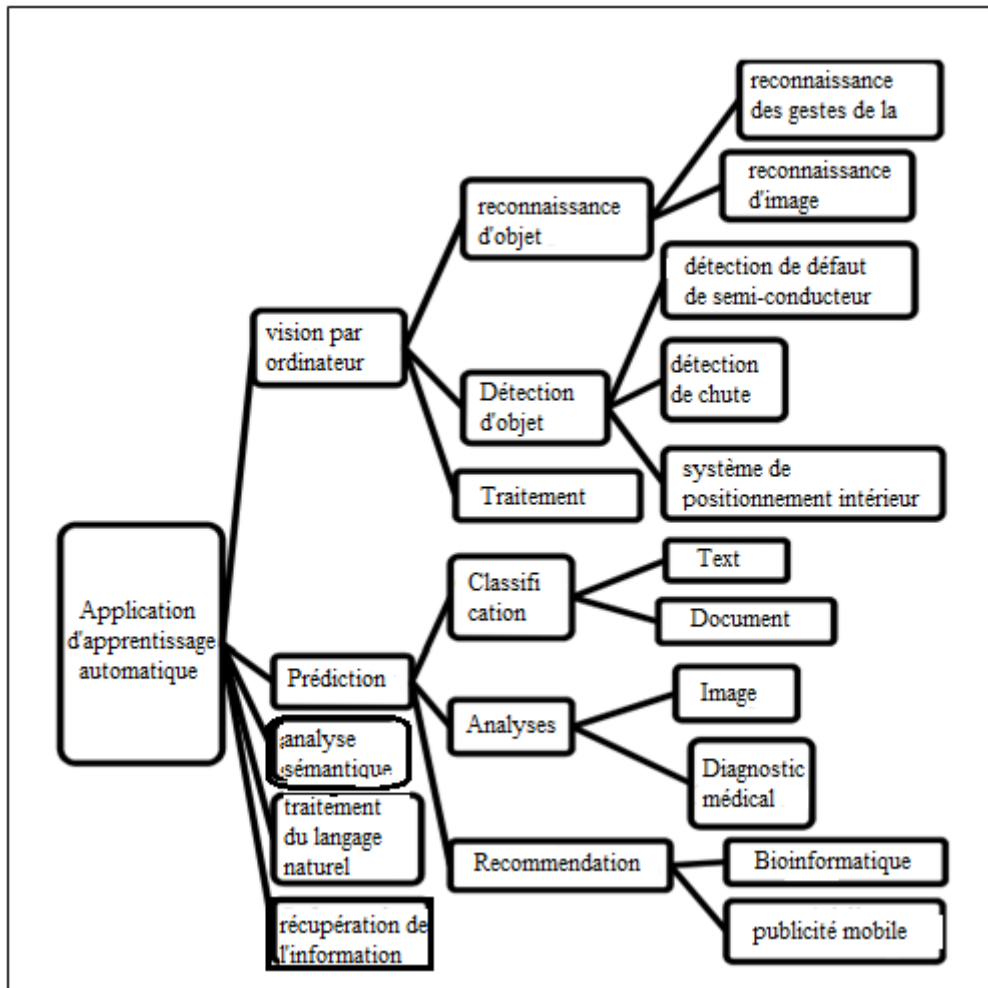 reconnaissance
des gestes de la
reconnaissance
d'image
reconnaissance
d'objet
détection de défaut
de semi-conducteur
vision par
ordinateur
détection
de chute
Détection
d'objet
système de
positionnement intérieur
Traitement
Text
Classifi
cation
Document
Application
d'apprentissage
automatique
Prédiction
Image
Analyses
analyse
sémantique
Diagnostic
médical
traitement
du langage
naturel
Recommendation
Bioinformatique
récupération de
l'information
publicité mobile